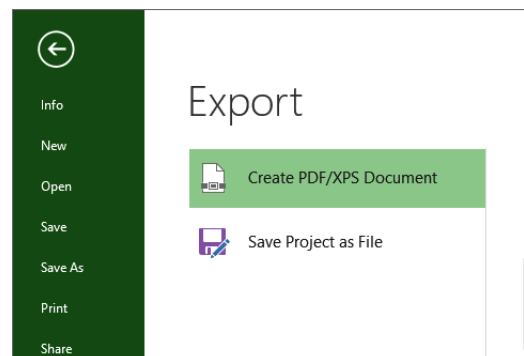 Info
New
Open
Save
Save As
Print
Share
Export
Create PDF/XPS Document
Save Project as File